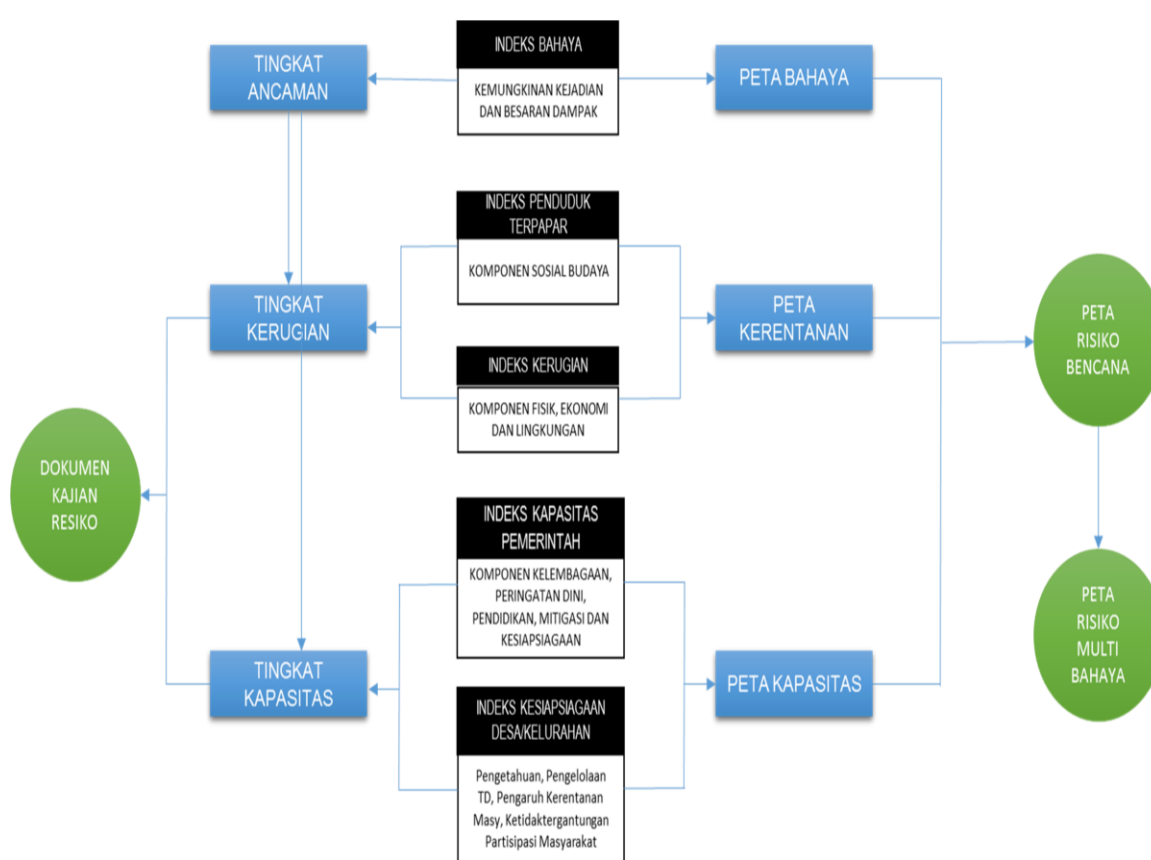 TINGKAT
ANCAMAN
INDEKS BAHAYA
KEMUNGKINAN KEJADIAN
DAN BESARAN DAMPAK
PETA BAHAYA
INDEKS PENDUDUK
TERPAPAR
KOMPONEN SOSIAL BUDAYA
TINGKAT
KERUGIAN
PETA
KERENTANAN
INDEKS KERUGIAN
KOMPONEN FISIK, EKONOMI
DAN LINGKUNGAN
PETA
RISIKO
BENCANA
DOKUMEN
KAJIAN
RESIKO
INDEKS KAPASITAS
PEMERINTAH
KOMPONEN KELEMBAGAAN,
PERINGATAN DINI,
PENDIDIKAN, MITIGASI DAN
KESIAPSIAGAAN
PETA
RISIKO
MULTI
BAHAYA
TINGKAT
KAPASITAS
PETA KAPASITAS
INDEKS KESIAPSIAGAAN
DESA/KELURAHAN
Pengetahuan, Pengelolaan
TD, Pengaruh Kerentanan
Masy, Ketidaktergantungan
Partisipasi Masyarakat